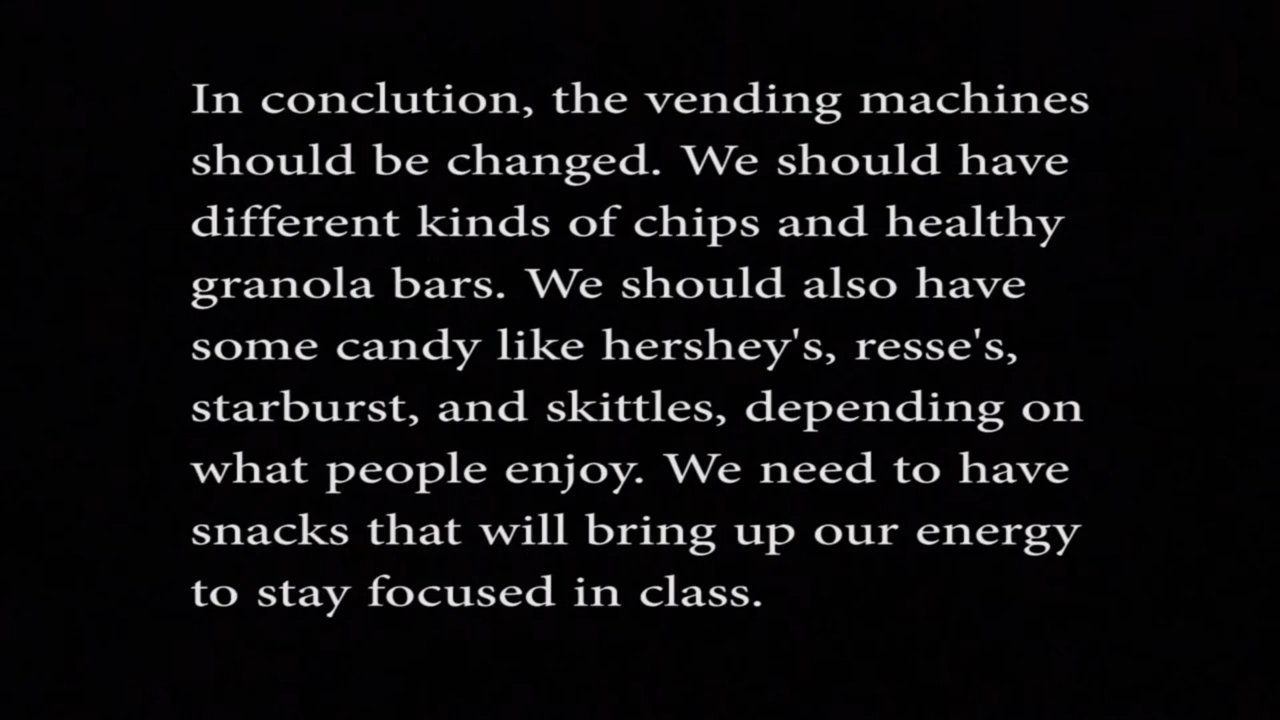 In conclution, the vending machines
should be changed. We should have
different kinds of chips and healthy
granola bars. We should also have
some candy like hershey's, resse's,
starburst, and skittles, depending on
what people enjoy. We need to have
snacks that will bring up our energy
to stay focused in class.